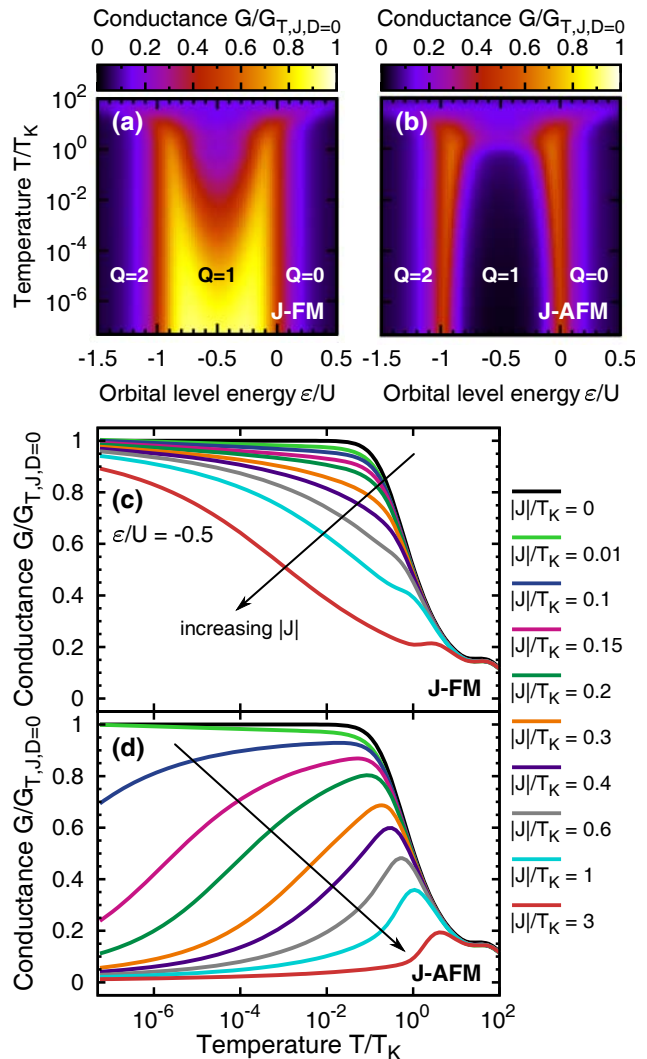 Conductance G/G_T,J,D=0 Conductance G/G_T,J,D=0
0 0.2 0.4 0.6 0.8 1 0 0.2 0.4 0.6 0.8 1
Temperature T/T_K
10^2
10^0
10^-2
10^-4
10^-6
(a)
Q=2 Q=1 Q=0
J-FM
-1.5 -1 -0.5 0 0.5
Orbital level energy ε/U
(b)
Q=2 Q=1 Q=0
J-AFM
-1.5 -1 -0.5 0 0.5
Orbital level energy ε/U
Conductance G/G_T,J,D=0
1
0.8
0.6
0.4
0.2
0
(c)
ε/U = -0.5
increasing |J|
J-FM
Conductance G/G_T,J,D=0
1
0.8
0.6
0.4
0.2
0
(d)
J-AFM
10^-6 10^-4 10^-2 10^0 10^2
Temperature T/T_K
|J|/T_K = 0
|J|/T_K = 0.01
|J|/T_K = 0.1
|J|/T_K = 0.15
|J|/T_K = 0.2
|J|/T_K = 0.3
|J|/T_K = 0.4
|J|/T_K = 0.6
|J|/T_K = 1
|J|/T_K = 3